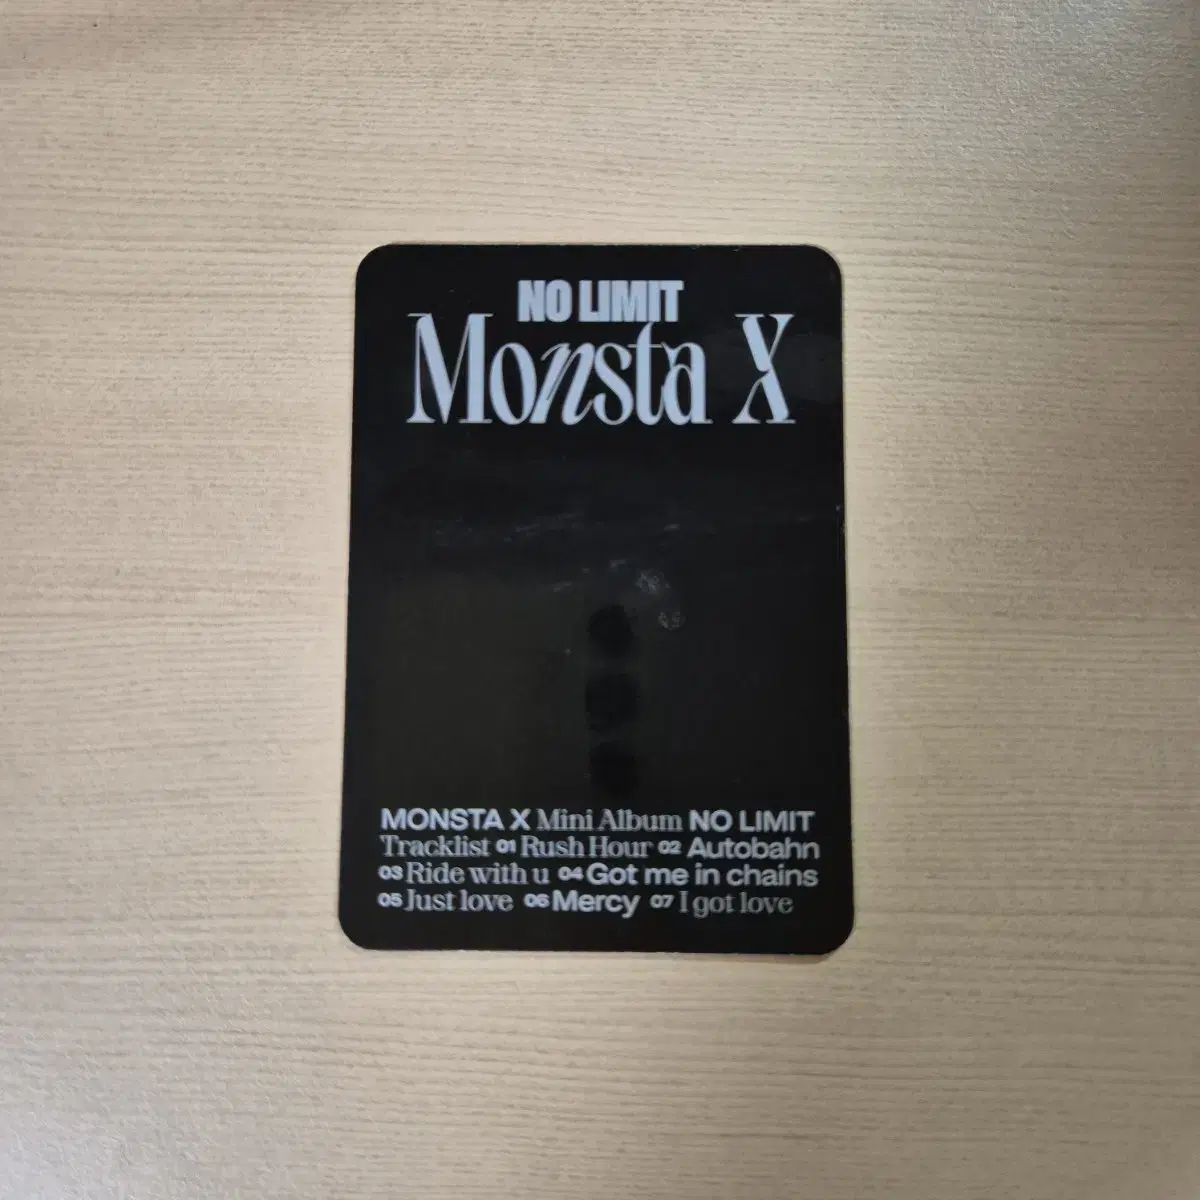 NO LIMIT
Monsta X
MONSTA X Mini Album NO LIMIT
Tracklist 01 Rush Hour 02 Autobahn
03 Ride with u 04 Got me in chains
05 Just love 06 Mercy 07 I got love